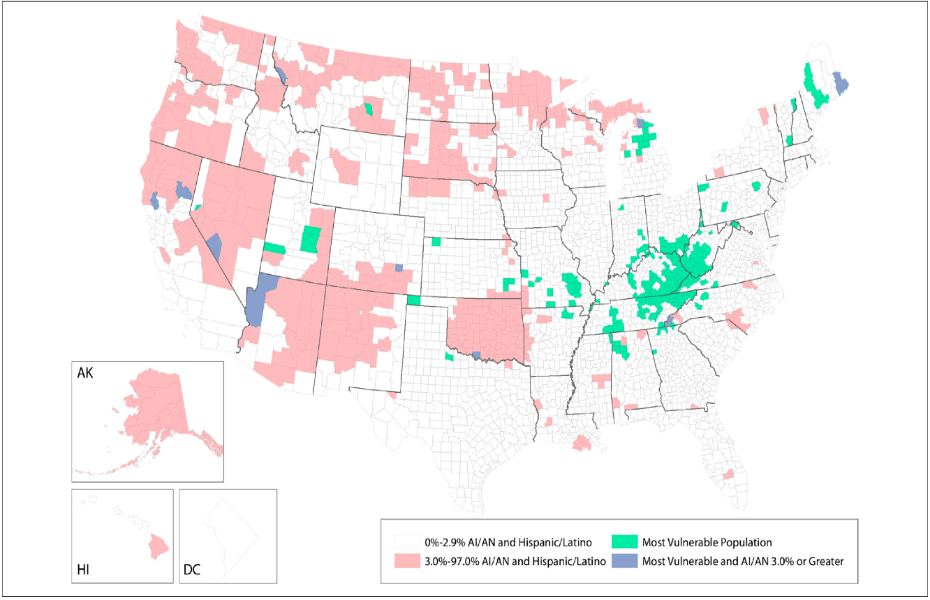 AK
HI
DC
0%-2.9% AI/AN and Hispanic/Latino
3.0%-97.0% AI/AN and Hispanic/Latino
Most Vulnerable Population
Most Vulnerable and AI/AN 3.0% or Greater